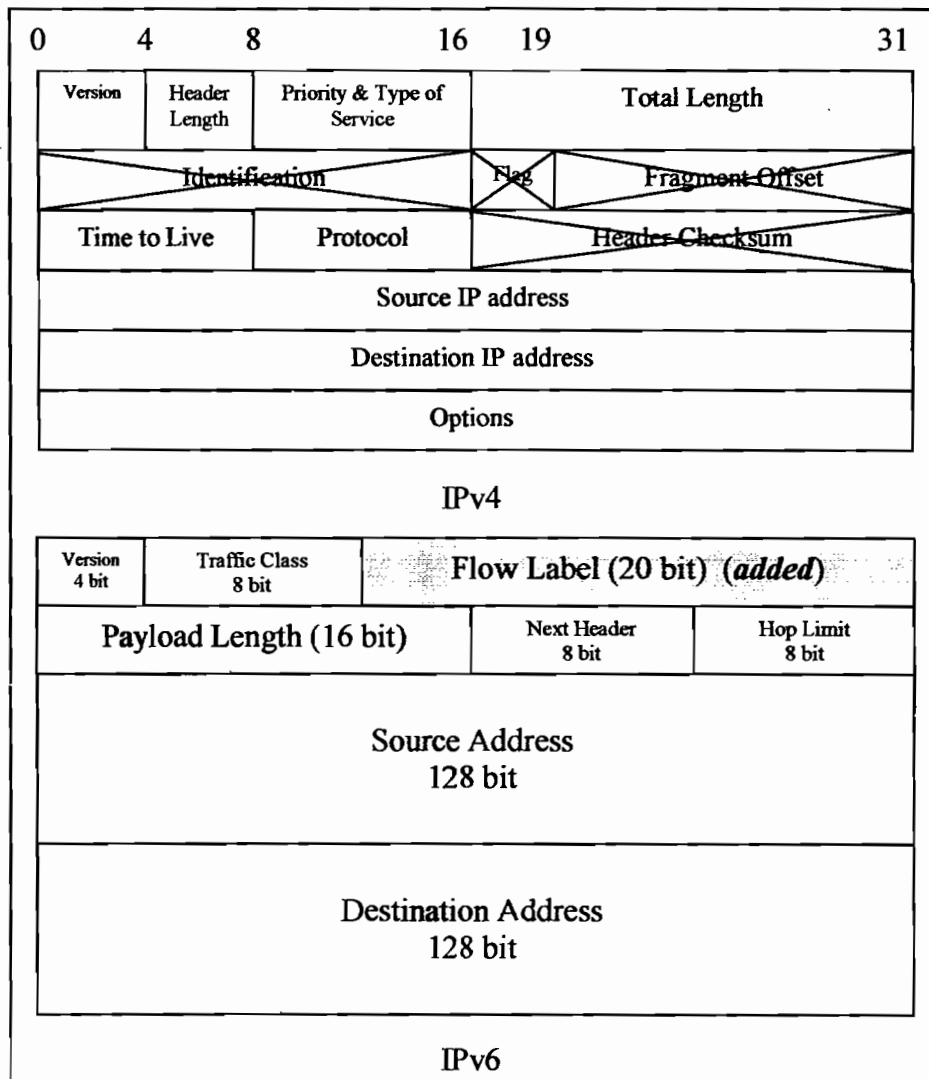 0 4 8 16 19 31
Version Header Priority & Type of Total Length
Length Service
Identification Flag Fragment Offset
Time to Live Protocol Header Checksum
Source IP address
Destination IP address
Options
IPv4
Version Traffic Class Flow Label (20 bit) (added)
4 bit 8 bit
Payload Length (16 bit) Next Header Hop Limit
8 bit 8 bit
Source Address
128 bit
Destination Address
128 bit
IPv6